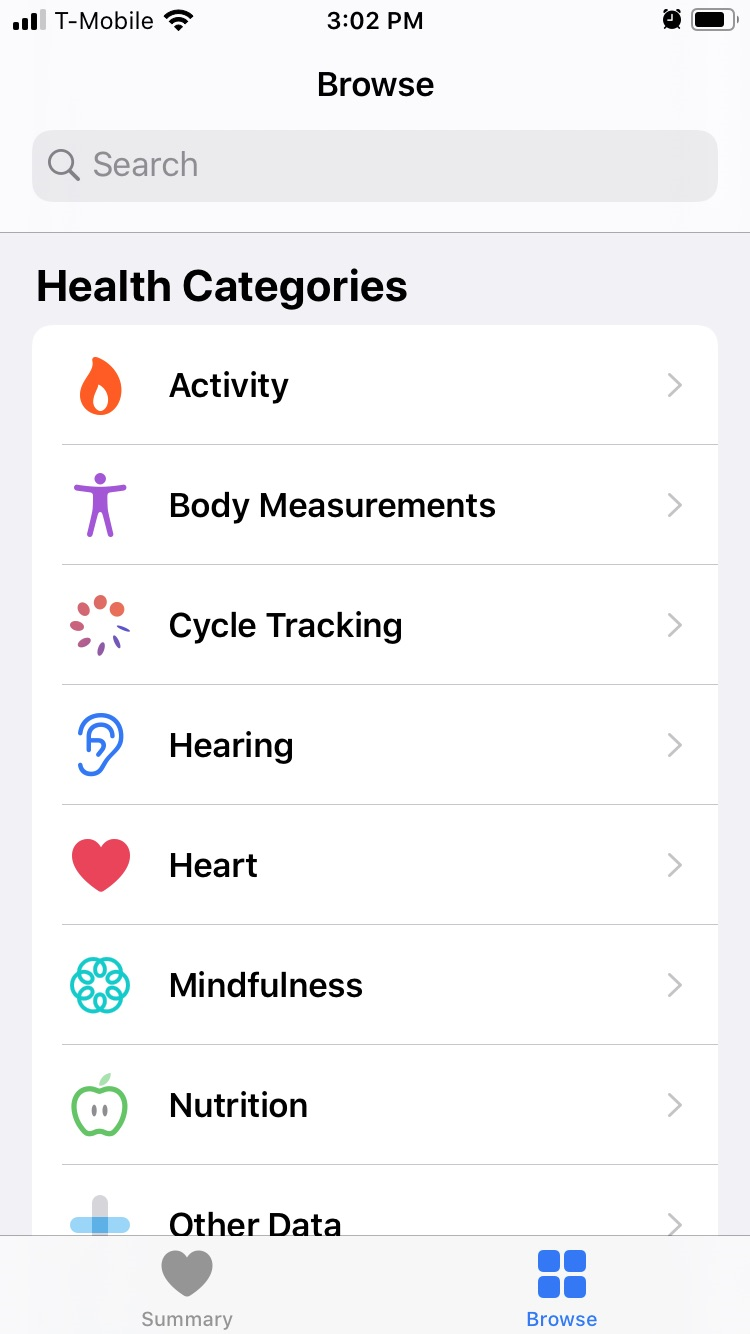 T-Mobile 3:02 PM
Browse
Search
Health Categories
Activity
Body Measurements
Cycle Tracking
Hearing
Heart
Mindfulness
Nutrition
Other Data
Summary Browse